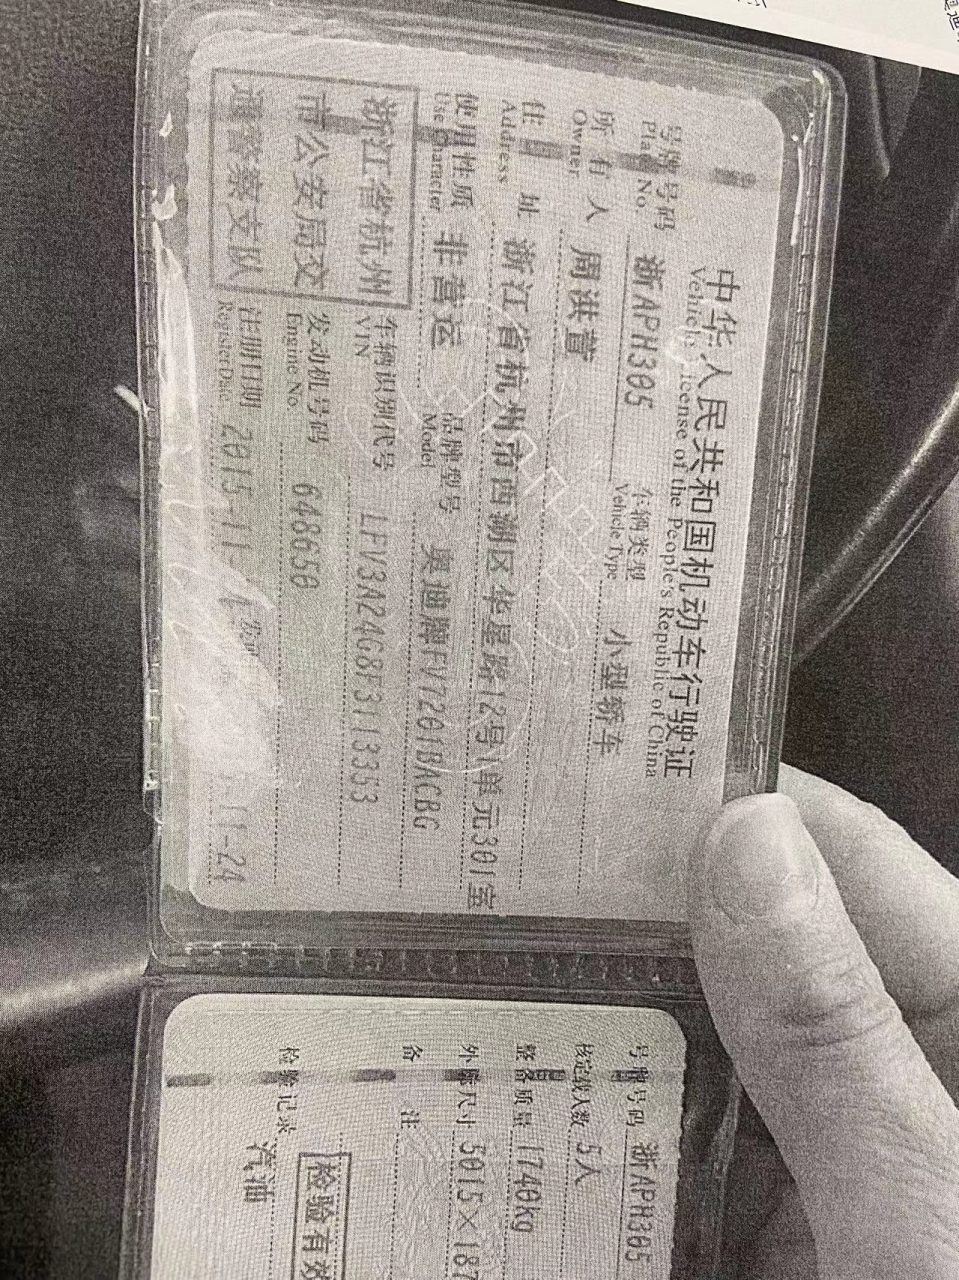 中华人民共和国机动车行驶证
Vehicle License of the People's Republic of China
号牌号码 浙APH305 车辆类型 小型轿车
Plate No. Vehicle Type
所有人 周洪萱
Owner
住址 浙江省杭州市西湖区华星路12号1单元301室
Address
使用性质 非营运 品牌型号 奥迪牌FV7201BACBG
Use Character Model
浙江省杭州
市公安局交
通警察支队
车辆识别代号 LFV3A24G8F3113353
VIN
发动机号码 648650
Engine No.
注册日期 2015-11- -11-24
Register Date
号牌号码 浙APH305
核定载人数 5人
整备质量 1740kg
外廓尺寸 5015×187
备注
检验有效
检验记录
汽油